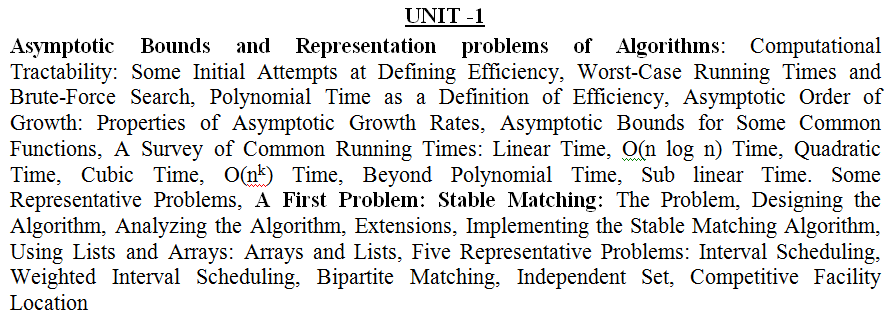 UNIT -1
Asymptotic Bounds and Representation problems of Algorithms: Computational
Tractability: Some Initial Attempts at Defining Efficiency, Worst-Case Running Times and
Brute-Force Search, Polynomial Time as a Definition of Efficiency, Asymptotic Order of
Growth: Properties of Asymptotic Growth Rates, Asymptotic Bounds for Some Common
Functions, A Survey of Common Running Times: Linear Time, O(n log n) Time, Quadratic
Time, Cubic Time, O(nᵏ) Time, Beyond Polynomial Time, Sub linear Time. Some
Representative Problems, A First Problem: Stable Matching: The Problem, Designing the
Algorithm, Analyzing the Algorithm, Extensions, Implementing the Stable Matching Algorithm,
Using Lists and Arrays: Arrays and Lists, Five Representative Problems: Interval Scheduling,
Weighted Interval Scheduling, Bipartite Matching, Independent Set, Competitive Facility
Location